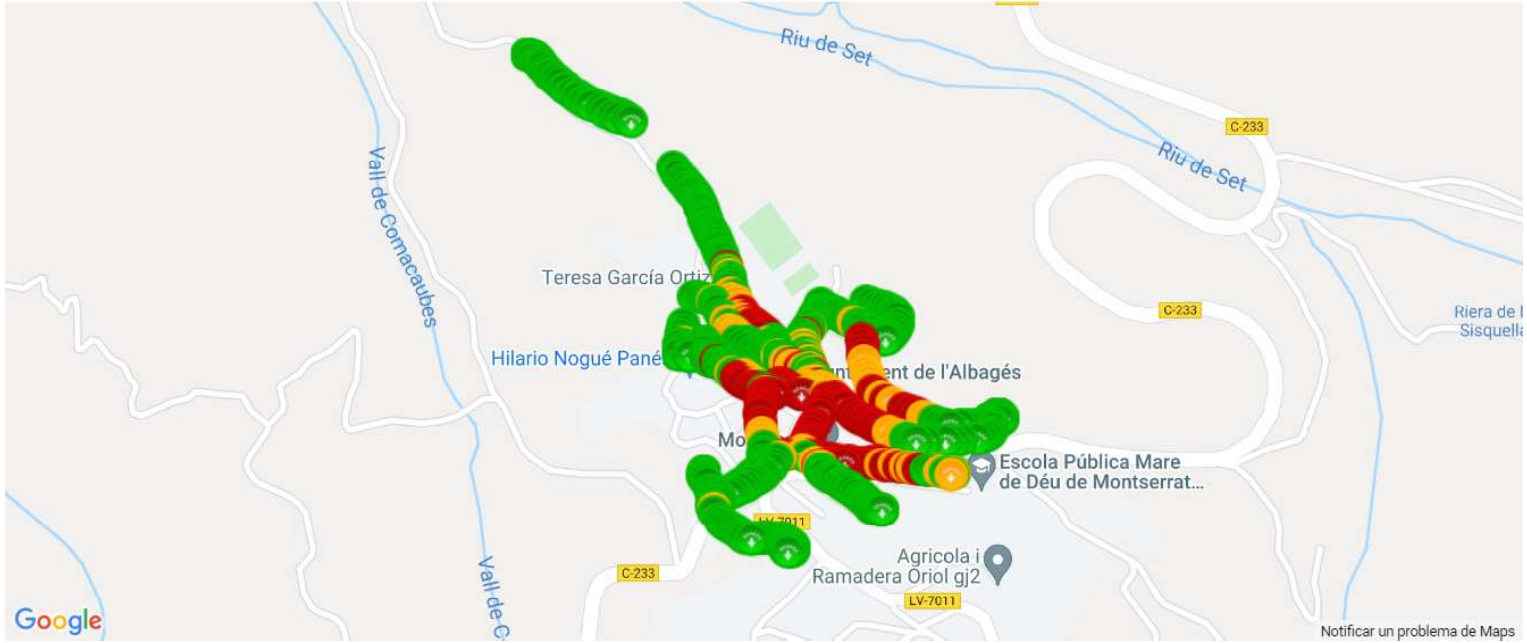 Riu de Set
C-233
Riu de Set
Vall de Comacaubes
Teresa García Ortiz
C-233
Riera de l
Sisquella
Hilario Nogué Pané
ent de l'Albagés
Mo
Escola Pública Mare
de Déu de Montserrat...
LV-7011
Agricola i
Ramadera Oriol gj2
C-233
LV-7011
Vall de C
Google
Notificar un problema de Maps